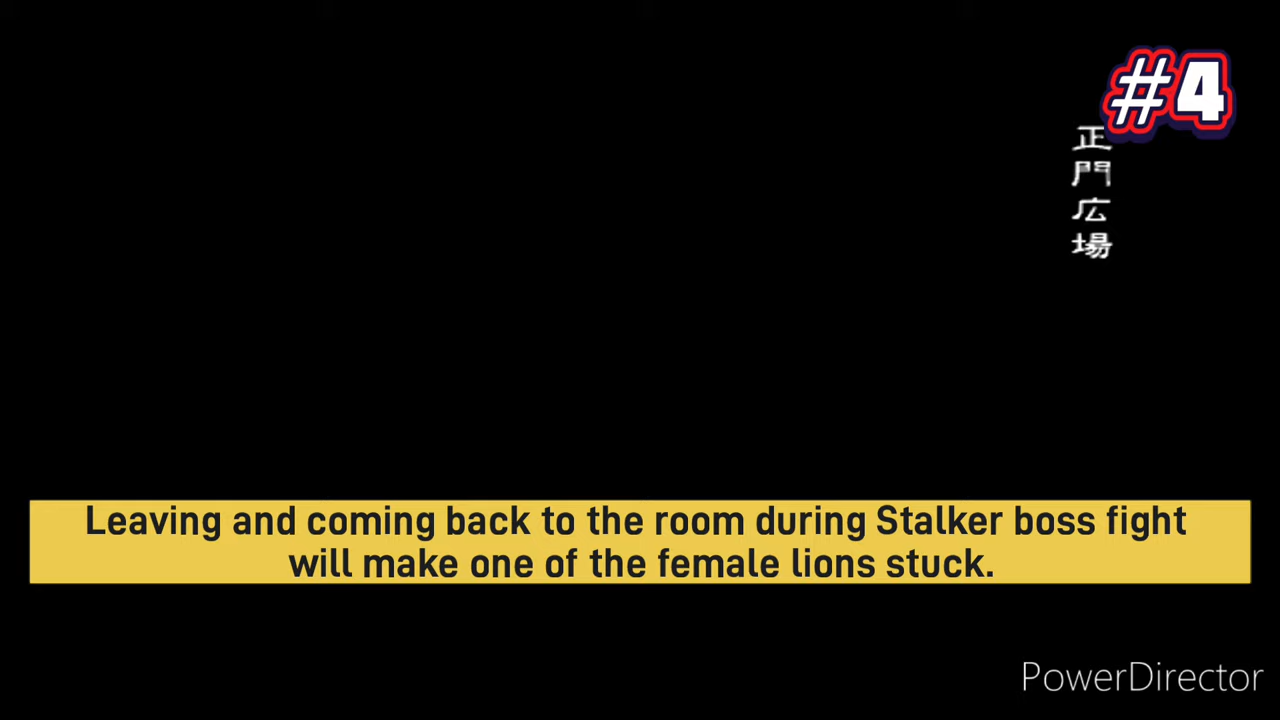 #4
正門広場
Leaving and coming back to the room during Stalker boss fight
will make one of the female lions stuck.
PowerDirector